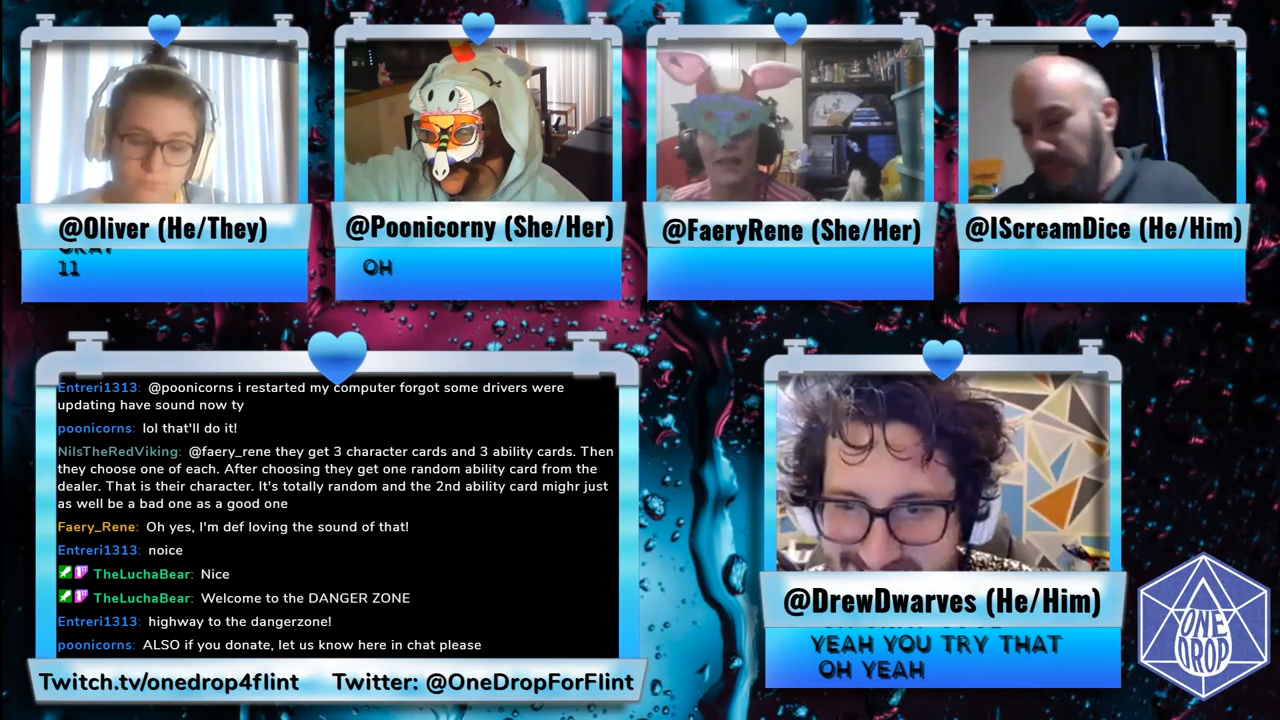 @Oliver (He/They)
@Poonicorny (She/Her)
@FaeryRene (She/Her)
@IScreamDice (He/Him)
OKAY
11
OH
Entreri1313: @poonicorns i restarted my computer forgot some drivers were
updating have sound now ty
poonicorns: lol that'll do it!
NilsTheRedViking: @faery_rene they get 3 character cards and 3 ability cards. Then
they choose one of each. After choosing they get one random ability card from the
dealer. That is their character. It's totally random and the 2nd ability card mighr just
as well be a bad one as a good one
Faery_Rene: Oh yes, I'm def loving the sound of that!
Entreri1313: noice
TheLuchaBear: Nice
TheLuchaBear: Welcome to the DANGER ZONE
Entreri1313: highway to the dangerzone!
poonicorns: ALSO if you donate, let us know here in chat please
Twitch.tv/onedrop4flint Twitter: @OneDropForFlint
@DrewDwarves (He/Him)
YEAH YOU TRY THAT
OH YEAH
ONE
DROP